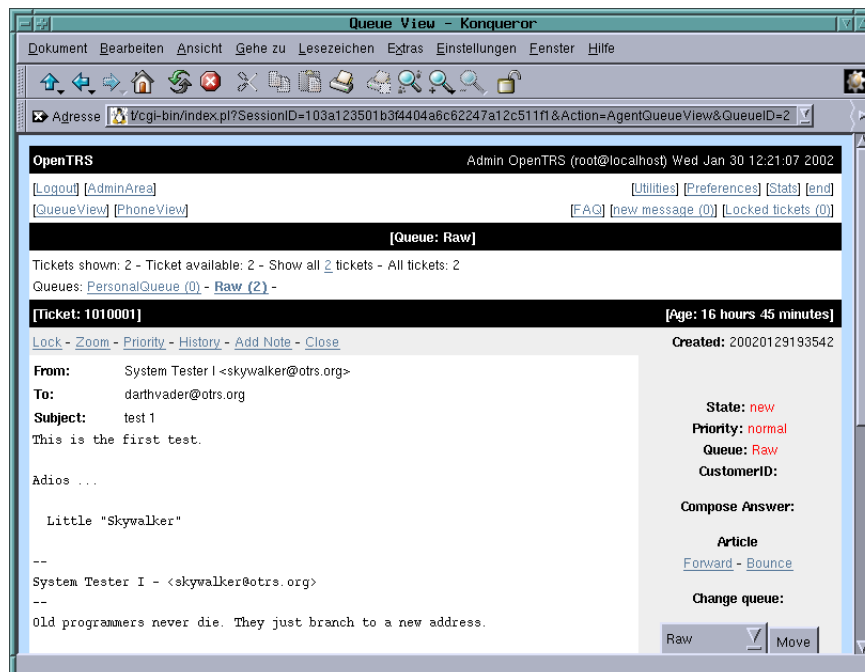 Queue View - Konqueror
Dokument Bearbeiten Ansicht Gehe zu Lesezeichen Extras Einstellungen Fenster Hilfe
Adresse t/cgi-bin/index.pl?SessionID=103a123501b3f4404a6c62247a12c511f1&Action=AgentQueueView&QueueID=2
OpenTRS Admin OpenTRS (root@localhost) Wed Jan 30 12:21:07 2002
[Logout] [AdminArea] [Utilities] [Preferences] [Stats] [end]
[QueueView] [PhoneView] [FAQ] [new message (0)] [Locked tickets (0)]
[Queue: Raw]
Tickets shown: 2 - Ticket available: 2 - Show all 2 tickets - All tickets: 2
Queues: PersonalQueue (0) - Raw (2) -
[Ticket: 1010001] [Age: 16 hours 45 minutes]
Lock - Zoom - Priority - History - Add Note - Close Created: 20020129193542
From: System Tester I <skywalker@otrs.org>
To: darthvader@otrs.org
Subject: test 1
This is the first test.
Adios ...
Little "Skywalker"
--
System Tester I - <skywalker@otrs.org>
--
Old programmers never die. They just branch to a new address.
State: new
Priority: normal
Queue: Raw
CustomerID:
Compose Answer:
Article
Forward - Bounce
Change queue:
Raw Move